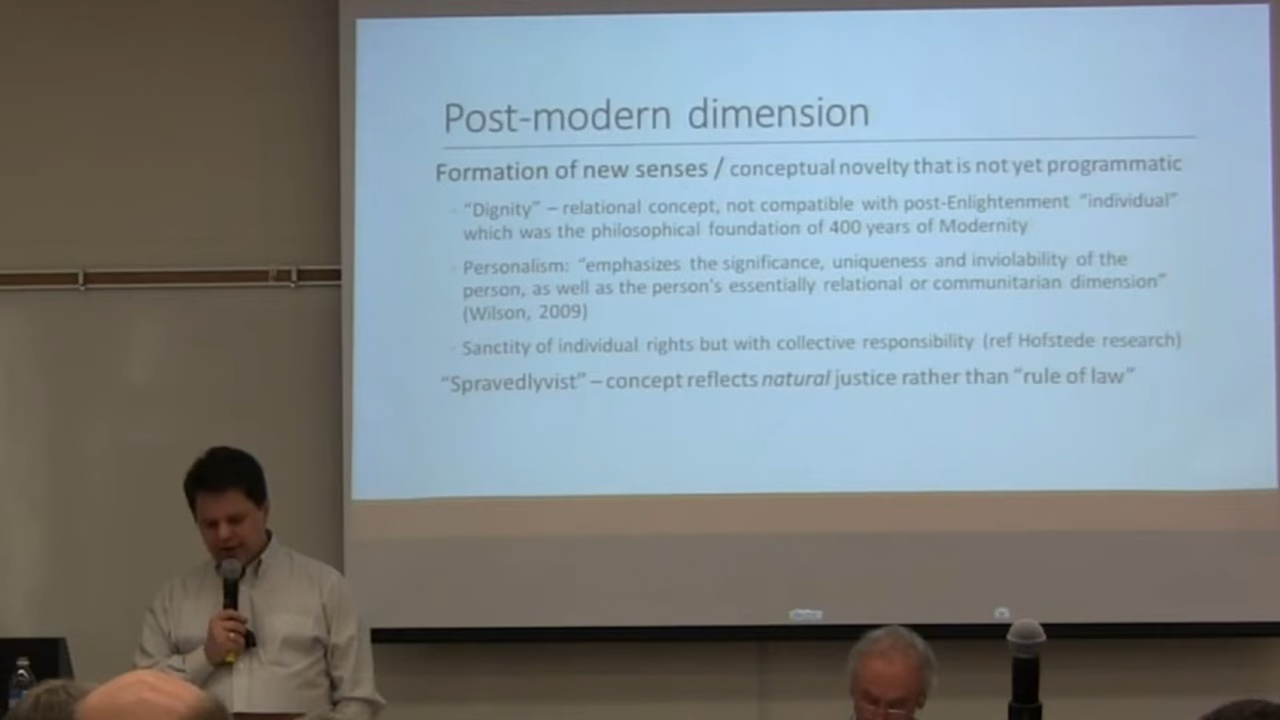 Post-modern dimension
Formation of new senses / conceptual novelty that is not yet programmatic
"Dignity" – relational concept, not compatible with post-Enlightenment "individual"
which was the philosophical foundation of 400 years of Modernity
Personalism: "emphasizes the significance, uniqueness and inviolability of the
person, as well as the person's essentially relational or communitarian dimension"
(Wilson, 2009)
Sanctity of individual rights but with collective responsibility (ref Hofstede research)
"Spravedlyvist" – concept reflects natural justice rather than "rule of law"